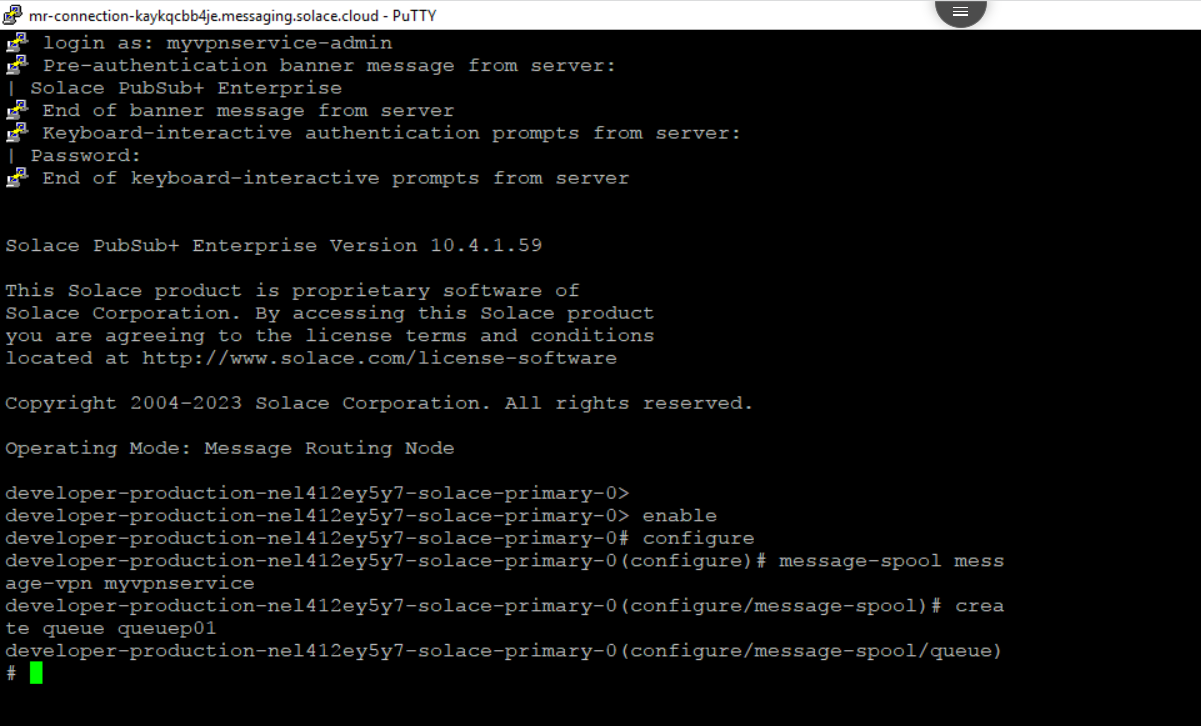 mr-connection-kaykqcbb4je.messaging.solace.cloud - PuTTY
login as: myvpnservice-admin
Pre-authentication banner message from server:
| Solace PubSub+ Enterprise
End of banner message from server
Keyboard-interactive authentication prompts from server:
| Password:
End of keyboard-interactive prompts from server
Solace PubSub+ Enterprise Version 10.4.1.59
This Solace product is proprietary software of
Solace Corporation. By accessing this Solace product
you are agreeing to the license terms and conditions
located at http://www.solace.com/license-software
Copyright 2004-2023 Solace Corporation. All rights reserved.
Operating Mode: Message Routing Node
developer-production-nel412ey5y7-solace-primary-0>
developer-production-nel412ey5y7-solace-primary-0> enable
developer-production-nel412ey5y7-solace-primary-0# configure
developer-production-nel412ey5y7-solace-primary-0(configure)# message-spool mess
age-vpn myvpnservice
developer-production-nel412ey5y7-solace-primary-0(configure/message-spool)# crea
te queue queuep01
developer-production-nel412ey5y7-solace-primary-0(configure/message-spool/queue)
#